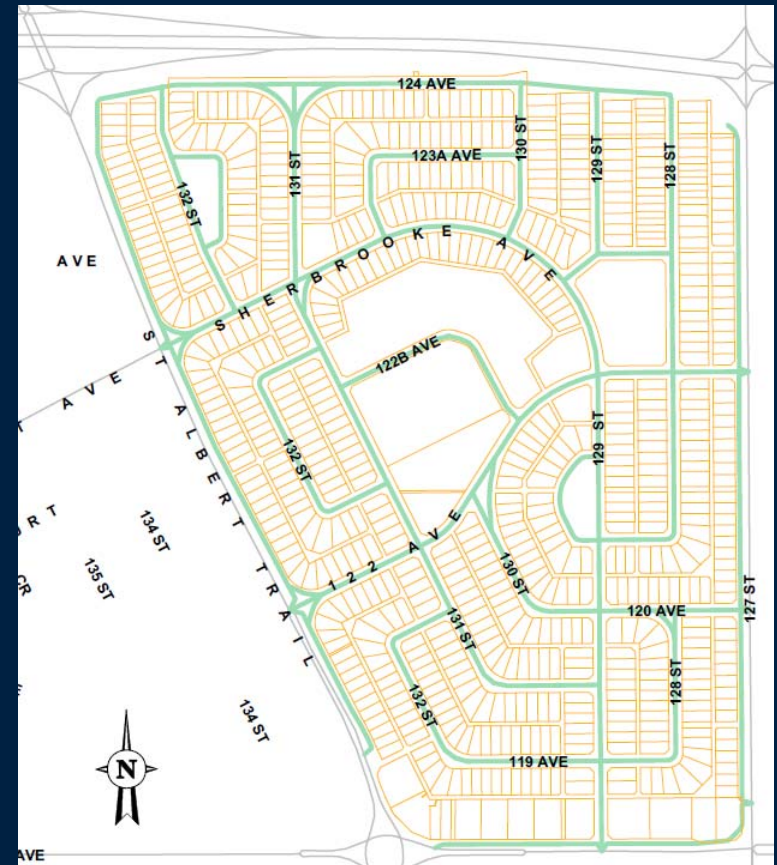 124 AVE
123A AVE
130 ST
129 ST
128 ST
131 ST
132 ST
AVE
SHERBROOKE AVE
AVE
ST ALBERT TRAIL
122B AVE
132 ST
129 ST
134 ST
135 ST
CR
122 AVE
130 ST
120 AVE
127 ST
131 ST
128 ST
132 ST
134 ST
119 AVE
N
AVE